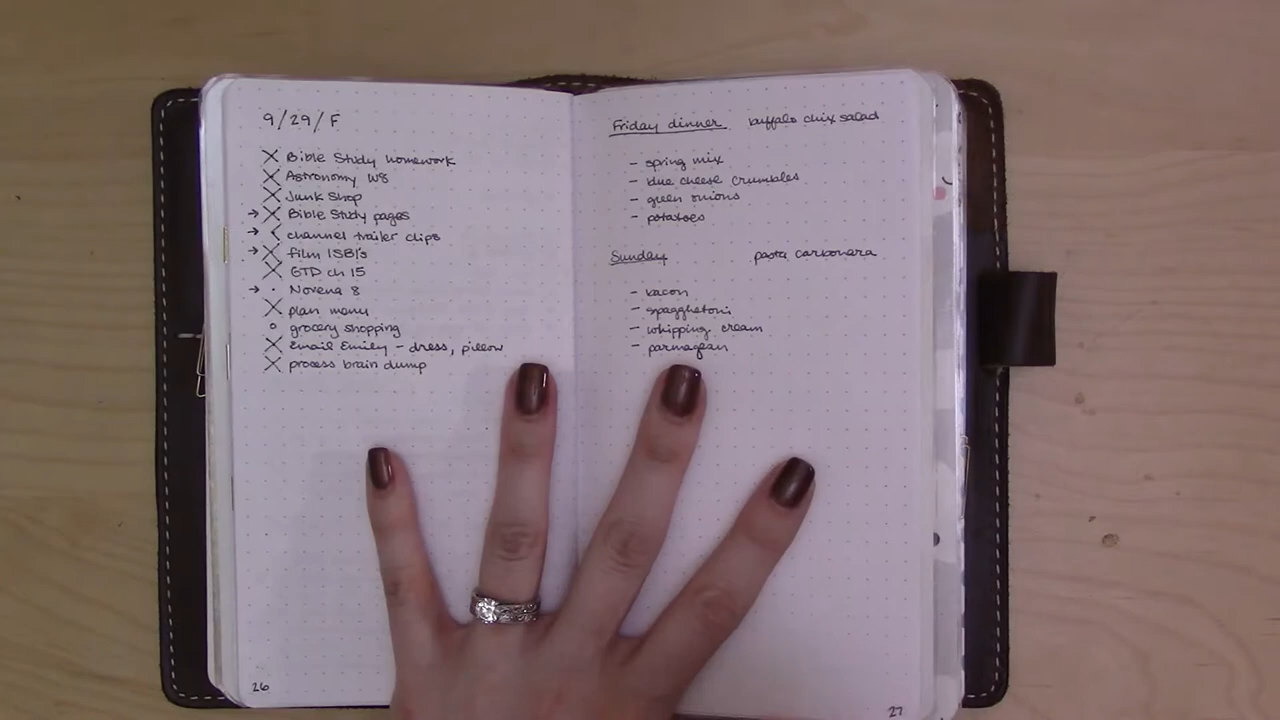 9/29/F
X Bible Study homework
X Astronomy W8
X Junk Shop
→ X Bible Study pages
→ < channel trailer clips
→ X film ISBI's
X GTD ch 15
→ · Novena 8
X plan menu
o grocery shopping
X Email Emily - dress, pillow
X process brain dump
26
Friday dinner buffalo chix salad
- spring mix
- blue cheese crumbles
- green onions
- potatoes
Sunday pasta carbonara
- bacon
- spagghetoni
- whipping cream
- parmagean
27